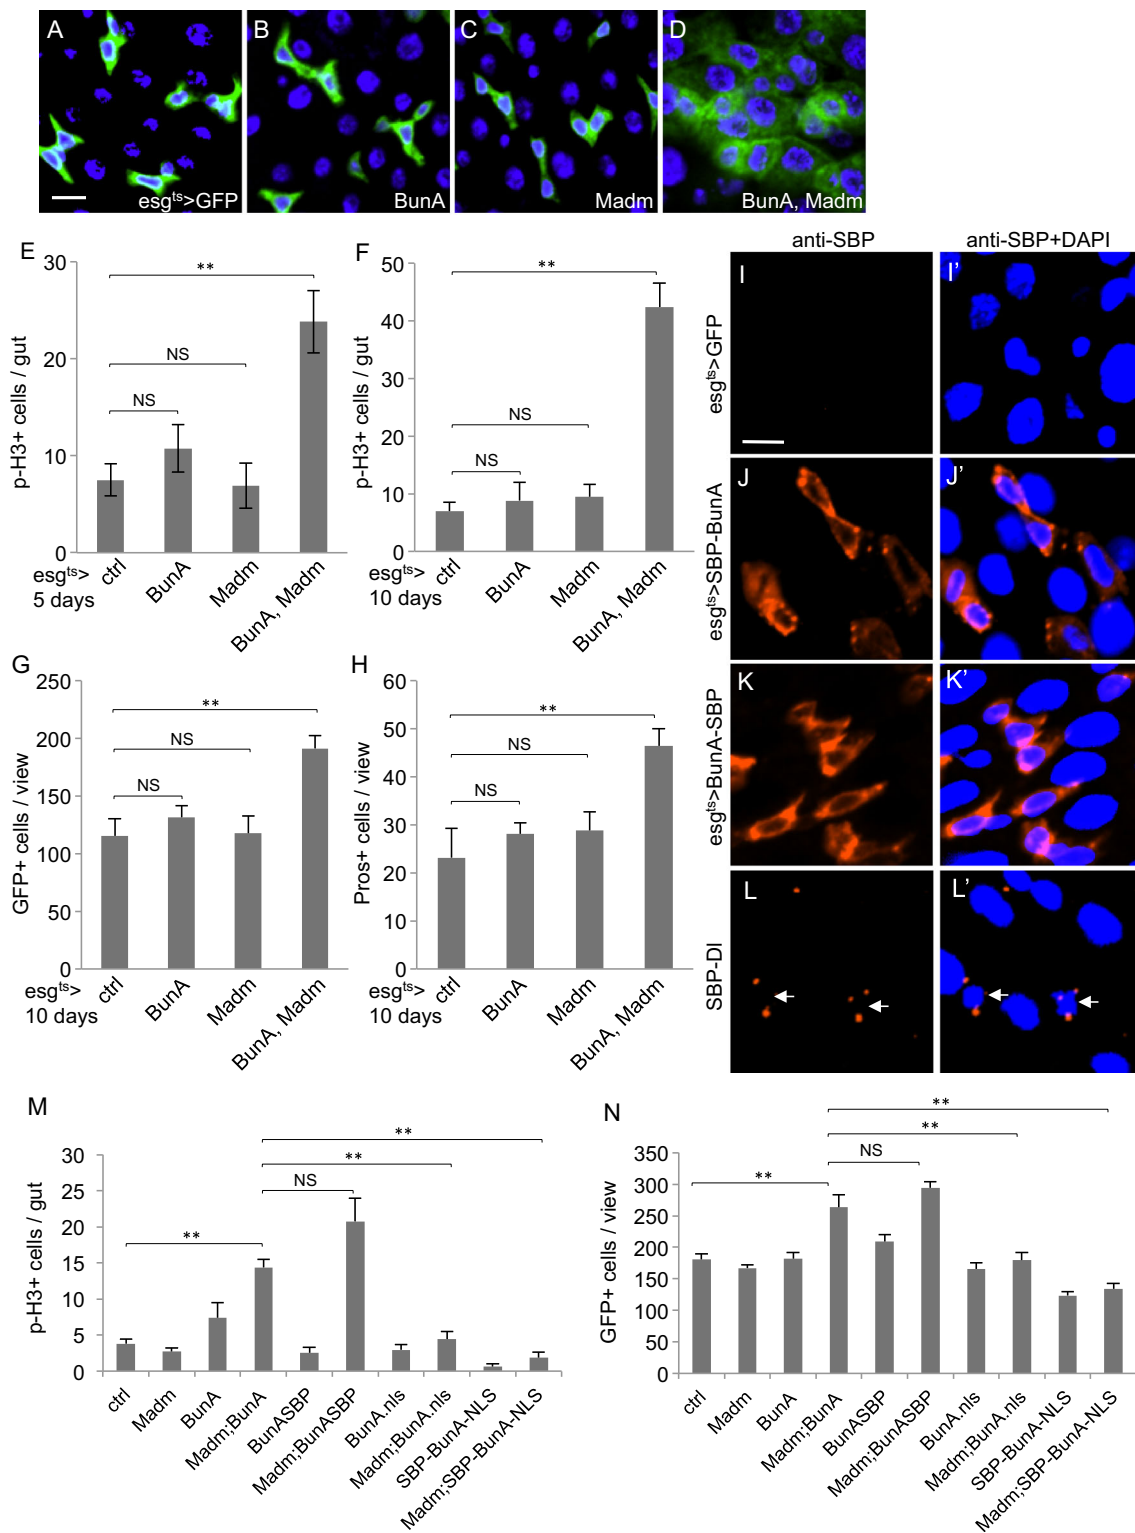 A
B
C
D
esgts>GFP
BunA
Madm
BunA, Madm
E
30
20
10
0
p-H3+ cells / gut
**
NS
NS
esgts>
5 days
ctrl
BunA
Madm
BunA, Madm
F
50
40
30
20
10
0
p-H3+ cells / gut
**
NS
NS
esgts>
10 days
ctrl
BunA
Madm
BunA, Madm
G
250
200
150
100
50
0
GFP+ cells / view
**
NS
NS
esgts>
10 days
ctrl
BunA
Madm
BunA, Madm
H
60
50
40
30
20
10
0
Pros+ cells / view
**
NS
NS
esgts>
10 days
ctrl
BunA
Madm
BunA, Madm
anti-SBP
anti-SBP+DAPI
esgts>GFP
I
I’
esgts>SBP-BunA
J
J’
esgts>BunA-SBP
K
K’
SBP-Dl
L
L’
M
30
25
20
15
10
5
0
p-H3+ cells / gut
**
**
NS
**
ctrl
Madm
BunA
Madm;BunA
BunASBP
Madm;BunASBP
BunA.nls
Madm;BunA.nls
SBP-BunA-NLS
Madm;SBP-BunA-NLS
N
350
300
250
200
150
100
50
0
GFP+ cells / view
**
**
NS
**
ctrl
Madm
BunA
Madm;BunA
BunASBP
Madm;BunASBP
BunA.nls
Madm;BunA.nls
SBP-BunA-NLS
Madm;SBP-BunA-NLS